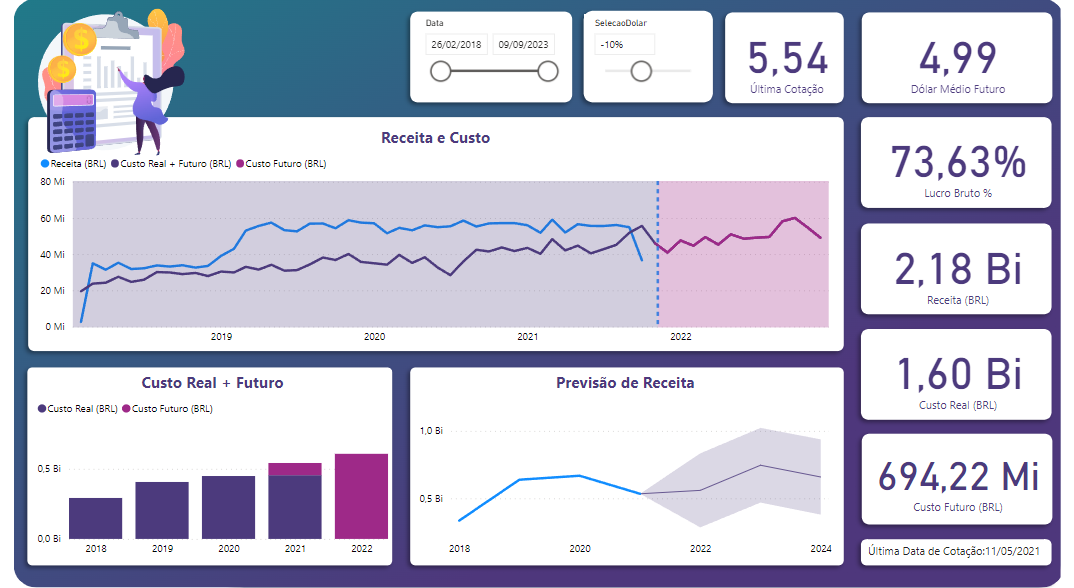 Data
26/02/2018 09/09/2023
SelecaoDolar
-10%
5,54
Última Cotação
4,99
Dólar Médio Futuro
$
$
Receita e Custo
Receita (BRL) Custo Real + Futuro (BRL) Custo Futuro (BRL)
80 Mi
60 Mi
40 Mi
20 Mi
0 Mi
2019 2020 2021 2022
73,63%
Lucro Bruto %
2,18 Bi
Receita (BRL)
1,60 Bi
Custo Real (BRL)
694,22 Mi
Custo Futuro (BRL)
Última Data de Cotação:11/05/2021
Custo Real + Futuro
Custo Real (BRL) Custo Futuro (BRL)
0,5 Bi
0,0 Bi
2018 2019 2020 2021 2022
Previsão de Receita
1,0 Bi
0,5 Bi
2018 2020 2022 2024